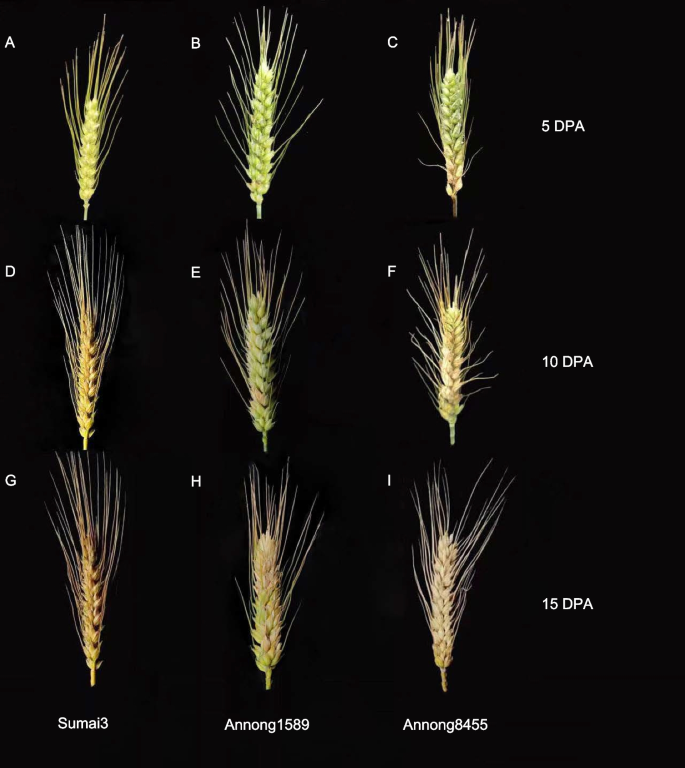 A B C
5 DPA
D E F
10 DPA
G H I
15 DPA
Sumai3 Annong1589 Annong8455